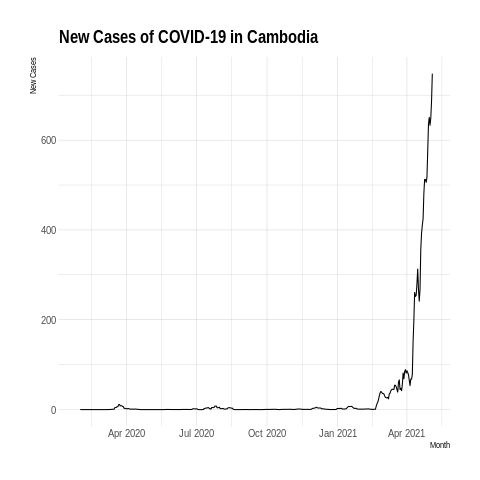 New Cases of COVID-19 in Cambodia
New Cases
600
400
200
0
Apr 2020 Jul 2020 Oct 2020 Jan 2021 Apr 2021
Month